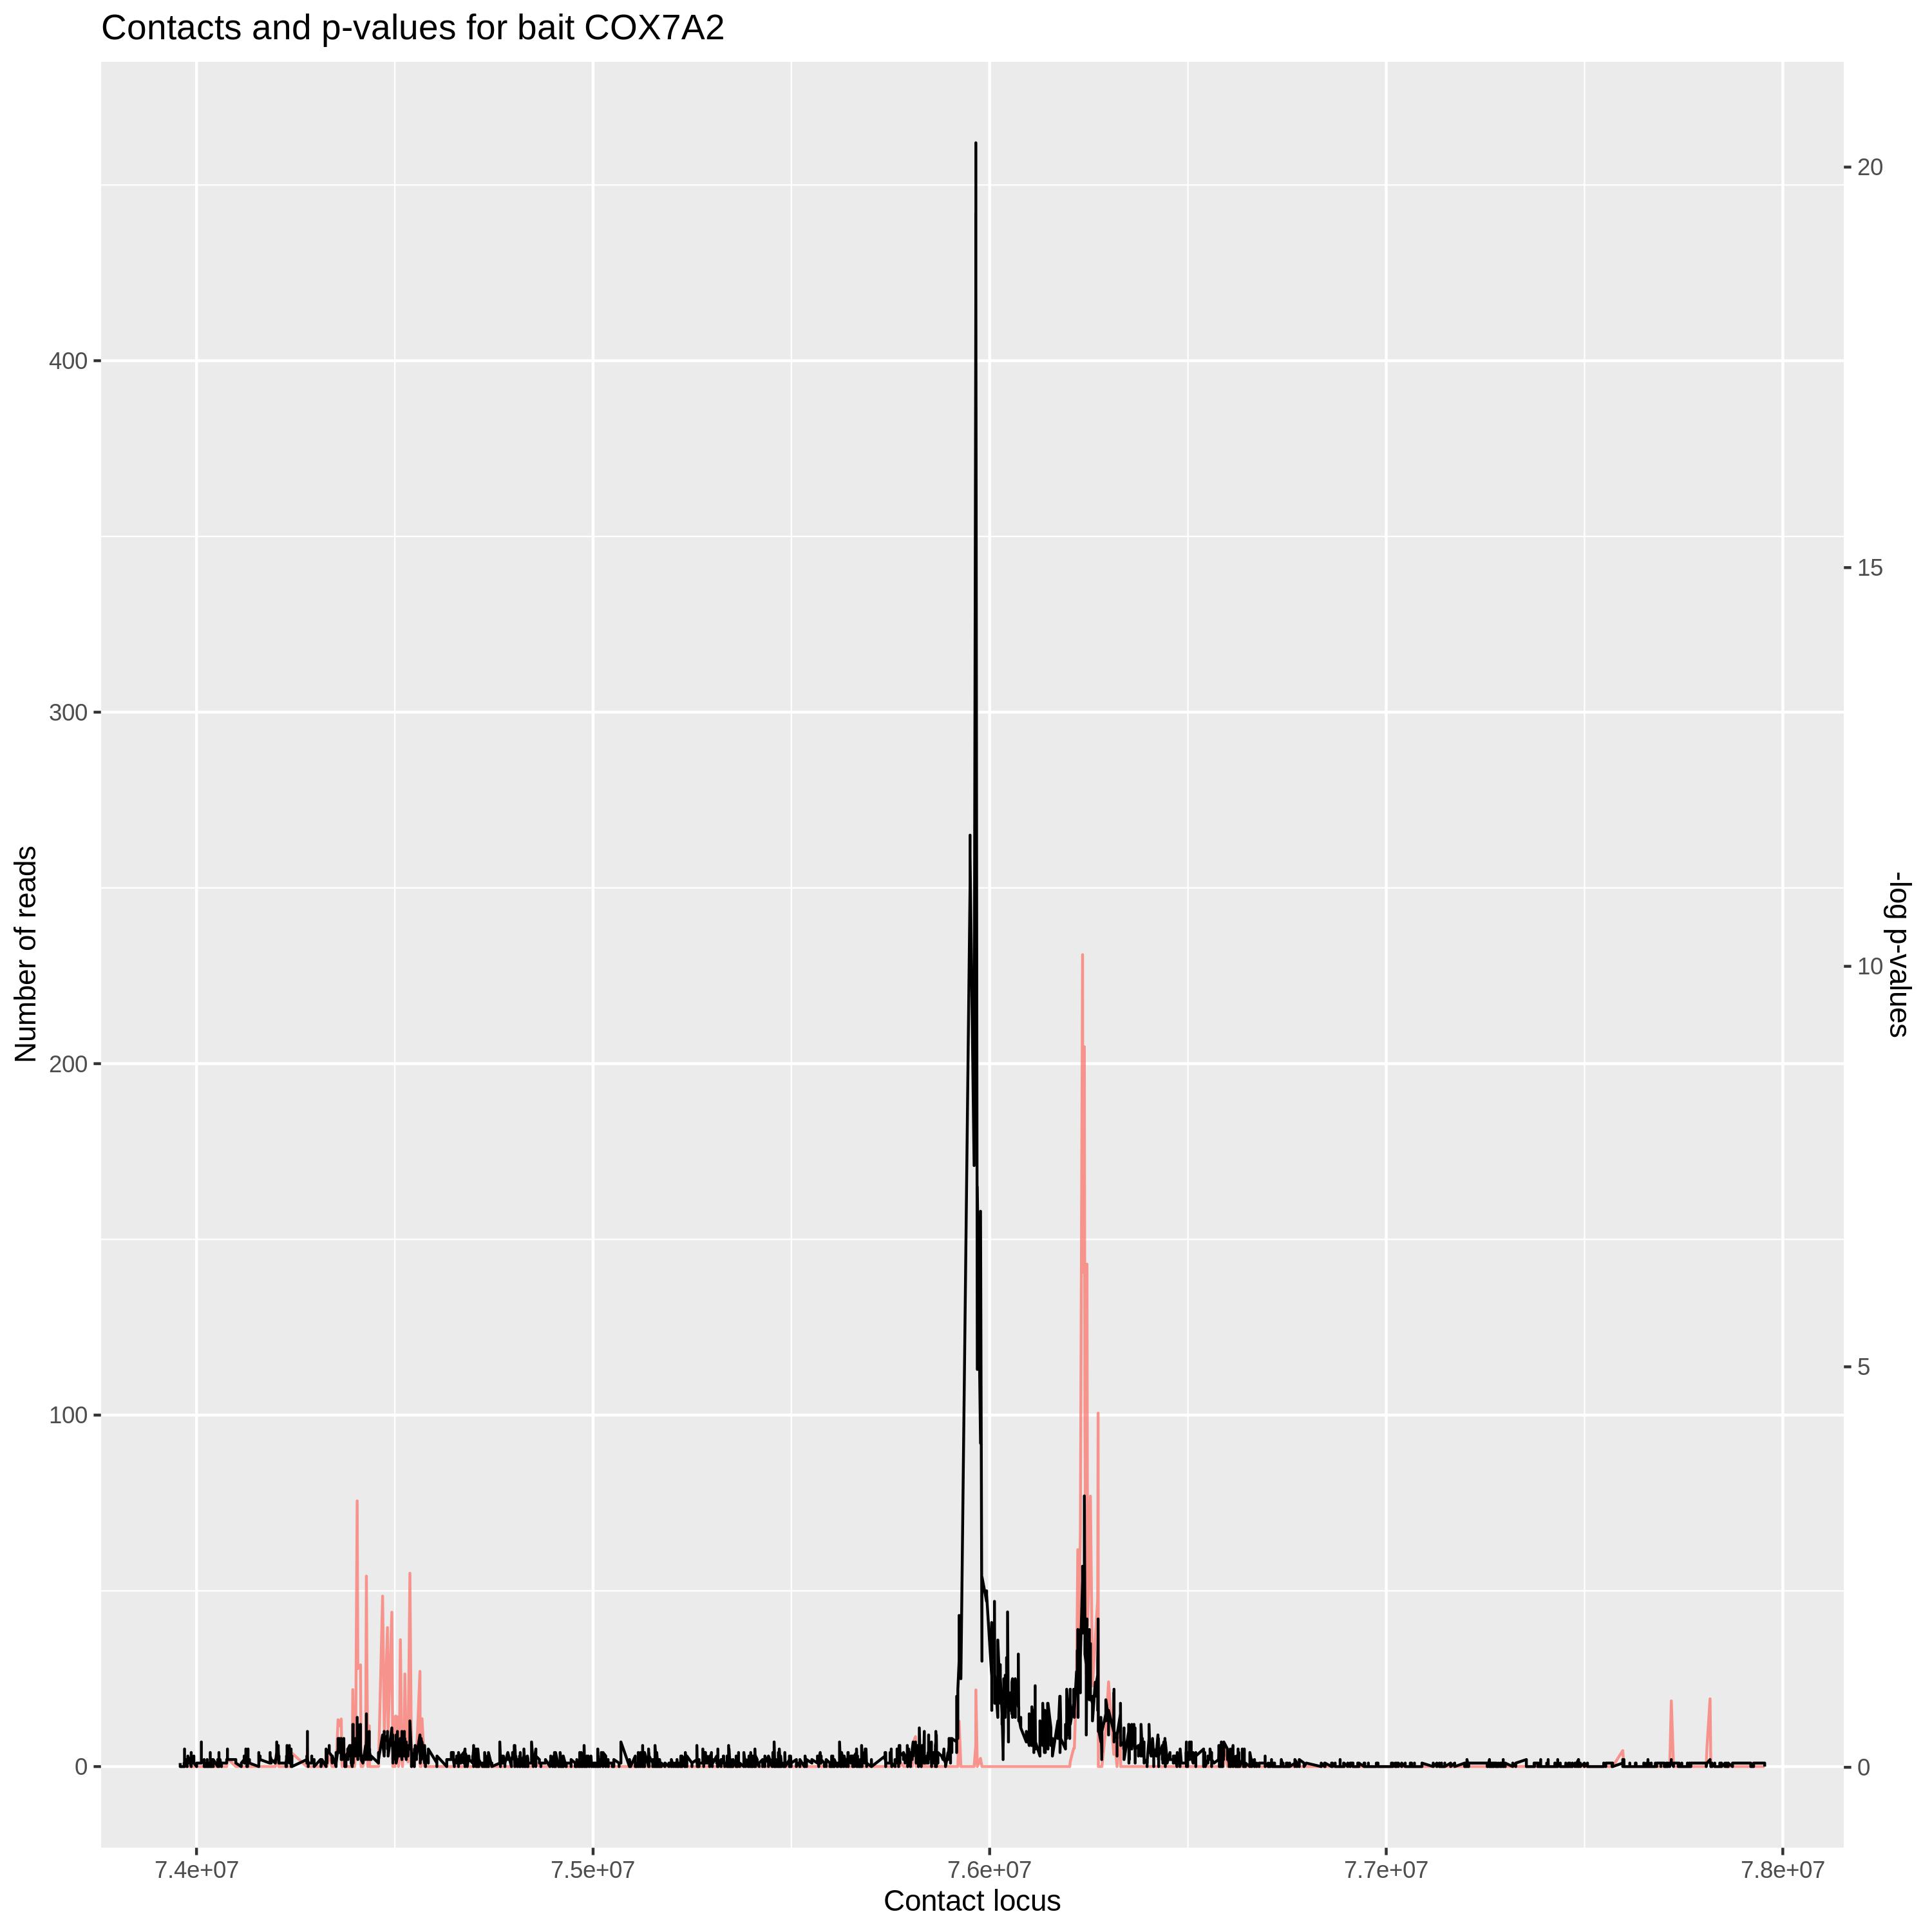 Contacts and p-values for bait COX7A2
Number of reads
400
300
200
100
0
20
15
10
5
0
-log p-values
7.4e+07
7.5e+07
7.6e+07
7.7e+07
7.8e+07
Contact locus